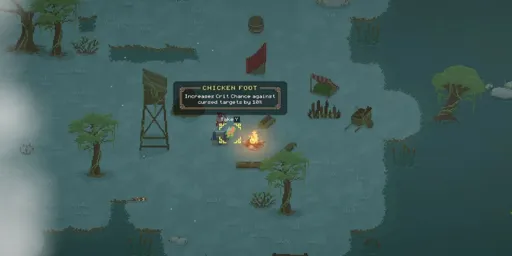 CHICKEN FOOT
Increases Crit Chance against
cursed targets by 10%
Take Y